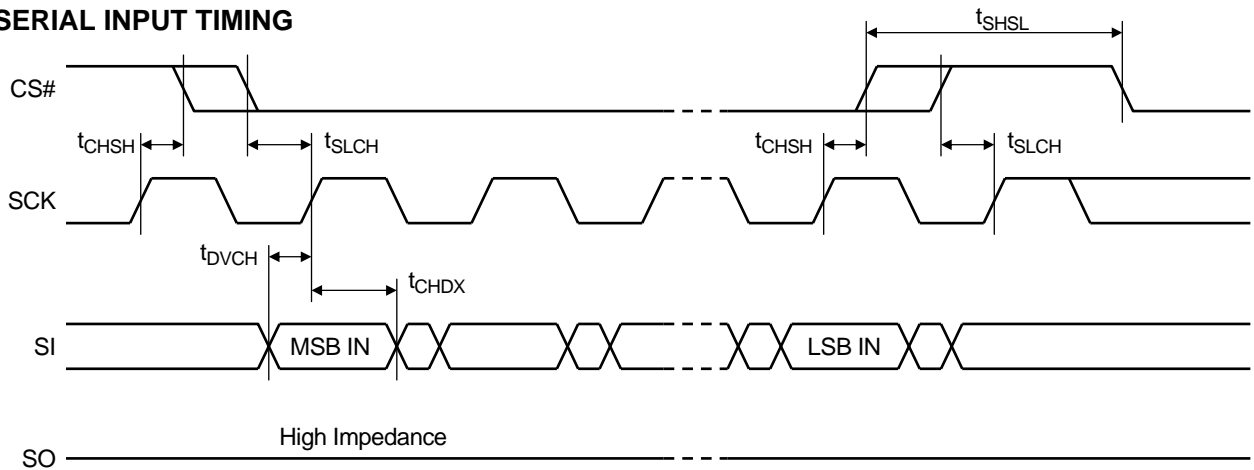 SERIAL INPUT TIMING
tSHSL
CS#
tCHSH
tSLCH
tCHSH
tSLCH
SCK
tDVCH
tCHDX
SI
MSB IN
LSB IN
High Impedance
SO